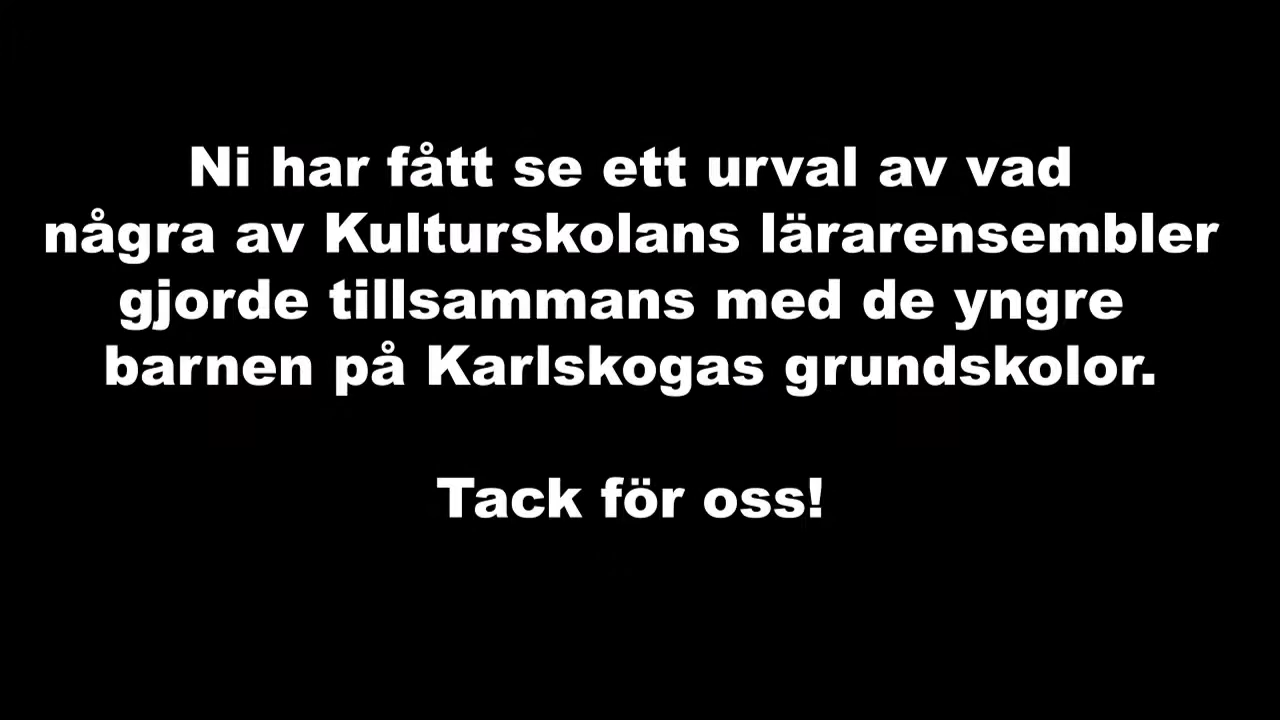 Ni har fått se ett urval av vad
några av Kulturskolans lärarensembler
gjorde tillsammans med de yngre
barnen på Karlskogas grundskolor.
Tack för oss!